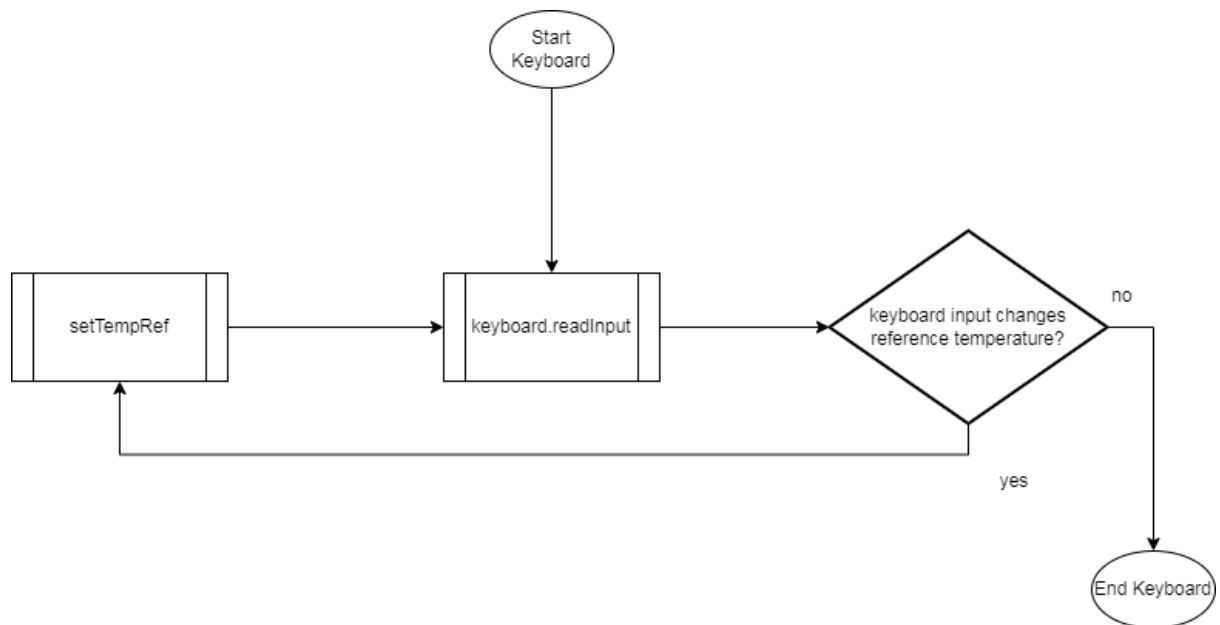 Start
Keyboard
setTempRef
keyboard.readInput
keyboard input changes
reference temperature?
no
yes
End Keyboard